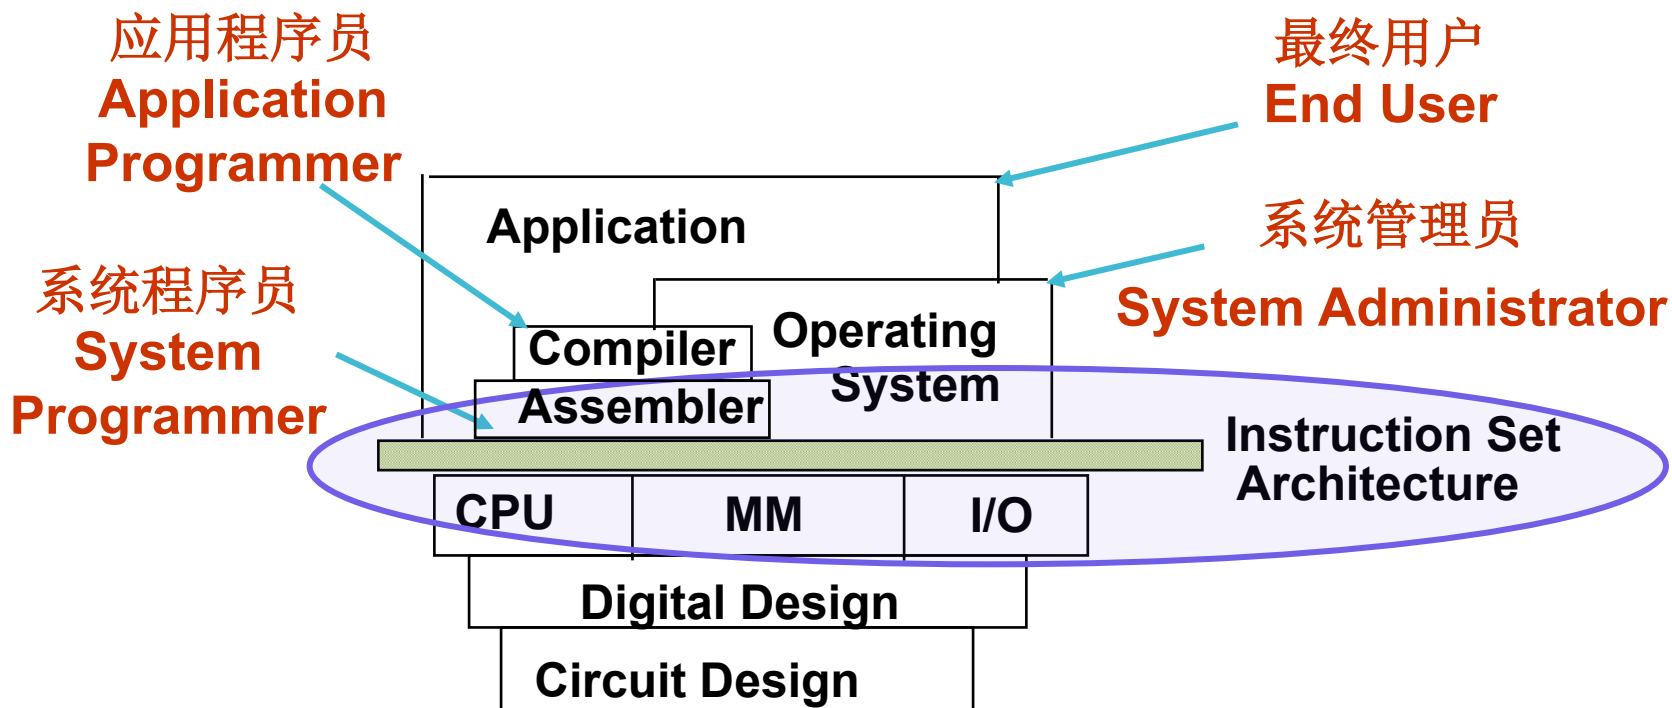 应用程序员
Application
Programmer
最终用户
End User
Application
系统管理员
System Administrator
系统程序员
System
Programmer
Compiler
Operating
System
Assembler
Instruction Set
Architecture
CPU
MM
I/O
Digital Design
Circuit Design